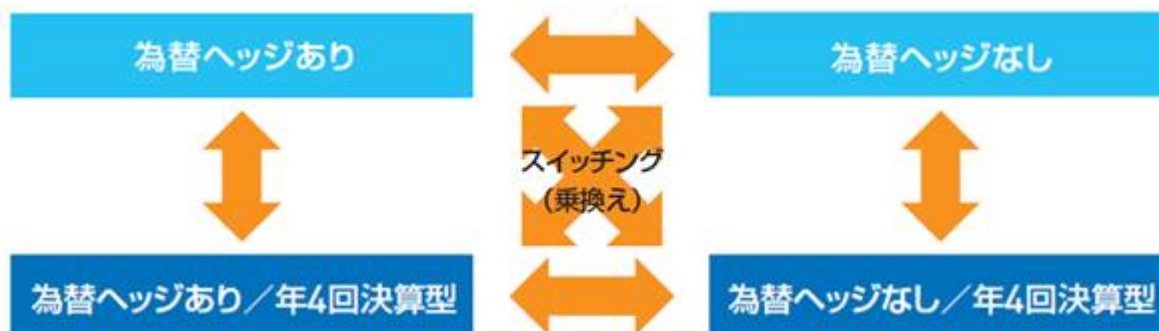 為替ヘッジあり
為替ヘッジなし
スイッチング
(乗換え)
為替ヘッジあり/年4回決算型
為替ヘッジなし/年4回決算型